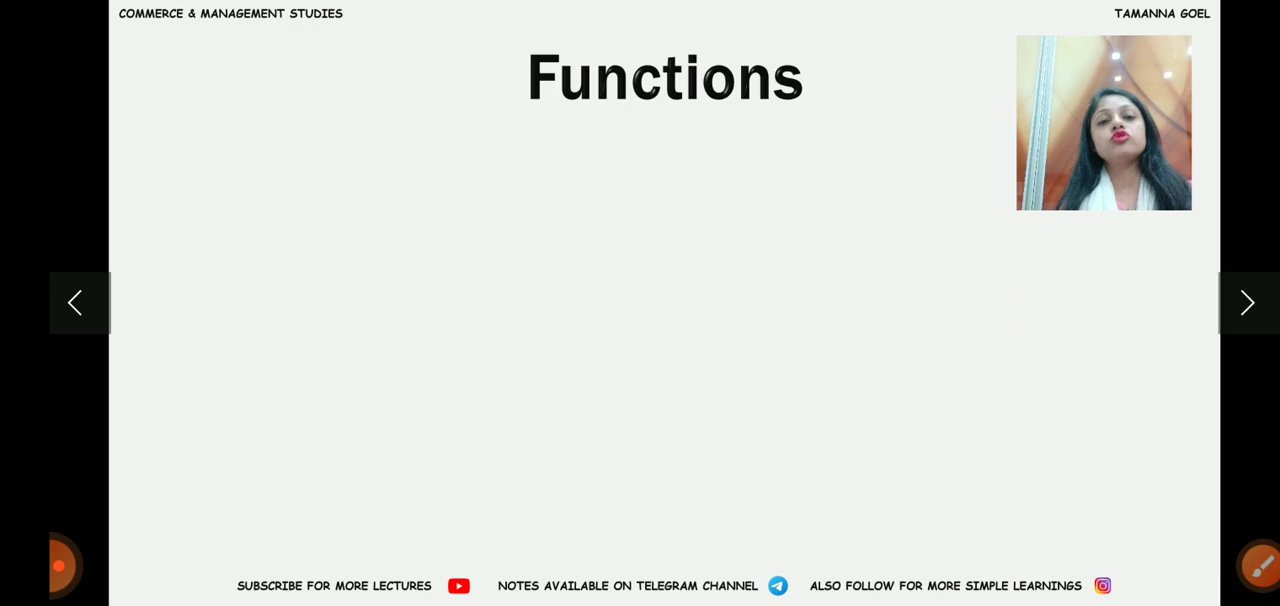 COMMERCE & MANAGEMENT STUDIES
TAMANNA GOEL
Functions
SUBSCRIBE FOR MORE LECTURES
NOTES AVAILABLE ON TELEGRAM CHANNEL
ALSO FOLLOW FOR MORE SIMPLE LEARNINGS